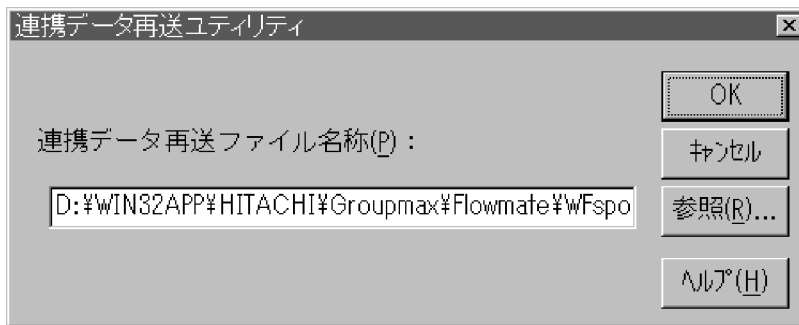 連携データ再送ユティリティ
連携データ再送ファイル名称(P)：
D:¥WIN32APP¥HITACHI¥Groupmax¥Flowmate¥WFspo
OK
ｷｬﾝｾﾙ
参照(R)...
ﾍﾙﾌﾟ(H)